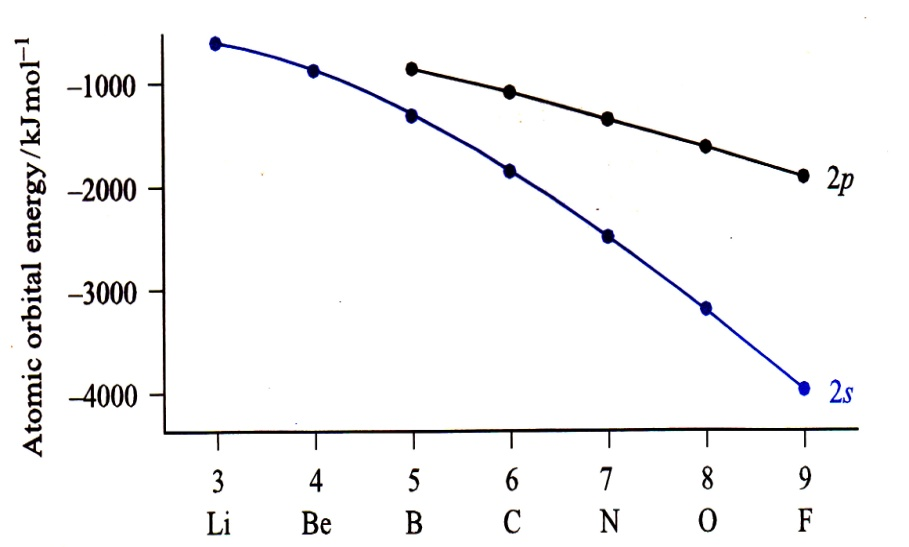 Atomic orbital energy/kJ mol⁻¹
–1000
–2000
–3000
–4000
2p
2s
3 4 5 6 7 8 9
Li Be B C N O F